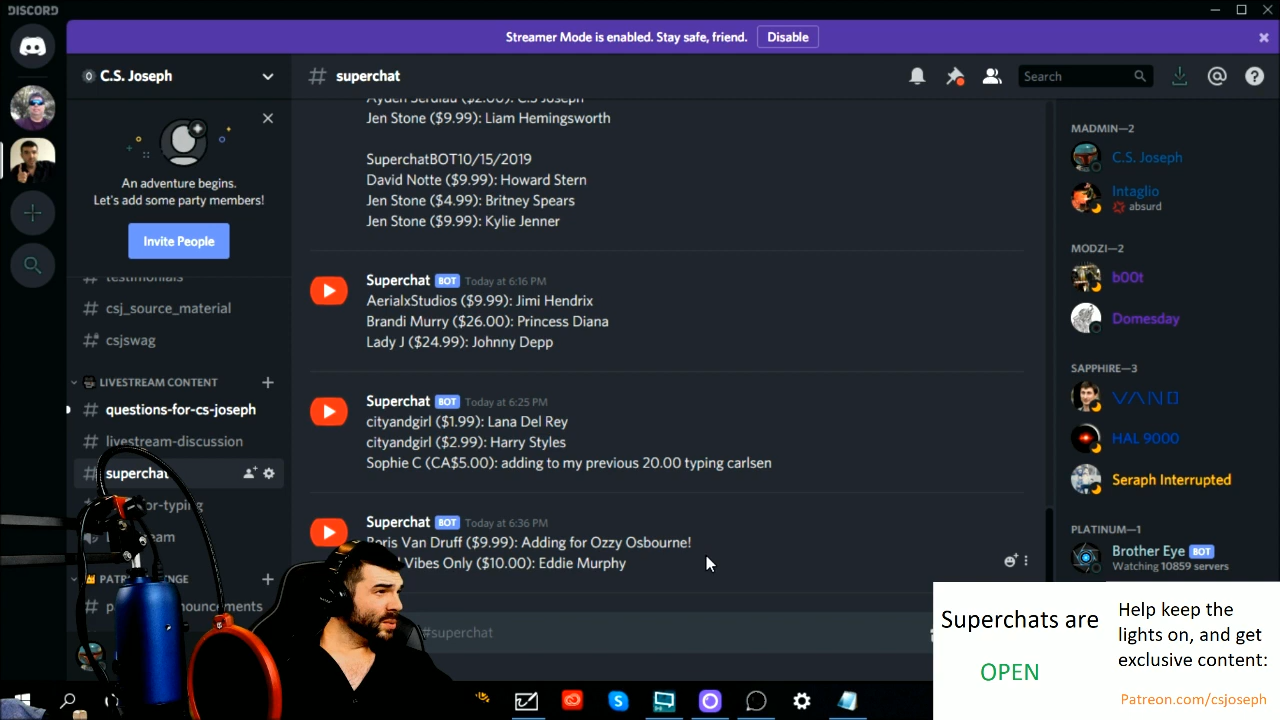 DISCORD
Streamer Mode is enabled. Stay safe, friend.
Disable
C.S. Joseph
# superchat
Search
An adventure begins.
Let's add some party members!
Invite People
testimonials
# csj_source_material
# csjswag
LIVESTREAM CONTENT
# questions-for-cs-joseph
# livestream-discussion
# superchat
or-typing
eam
PATR NGE
nouncements
Jen Stone ($9.99): Liam Hemsworth
SuperchatBOT10/15/2019
David Notte ($9.99): Howard Stern
Jen Stone ($4.99): Britney Spears
Jen Stone ($9.99): Kylie Jenner
Superchat BOT Today at 6:16 PM
AerialxStudios ($9.99): Jimi Hendrix
Brandi Murry ($26.00): Princess Diana
Lady J ($24.99): Johnny Depp
Superchat BOT Today at 6:25 PM
cityandgirl ($1.99): Lana Del Rey
cityandgirl ($2.99): Harry Styles
Sophie C (CA$5.00): adding to my previous 20.00 typing carlsen
Superchat BOT Today at 6:36 PM
Boris Van Druff ($9.99): Adding for Ozzy Osbourne!
Vibes Only ($10.00): Eddie Murphy
#superchat
MADMIN—2
C.S. Joseph
Intaglio
absurd
MODZI—2
b00t
Domesday
SAPPHIRE—3
HAL 9000
Seraph Interrupted
PLATINUM—1
Brother Eye BOT
Watching 10859 servers
Superchats are
OPEN
Help keep the
lights on, and get
exclusive content:
Patreon.com/csjoseph